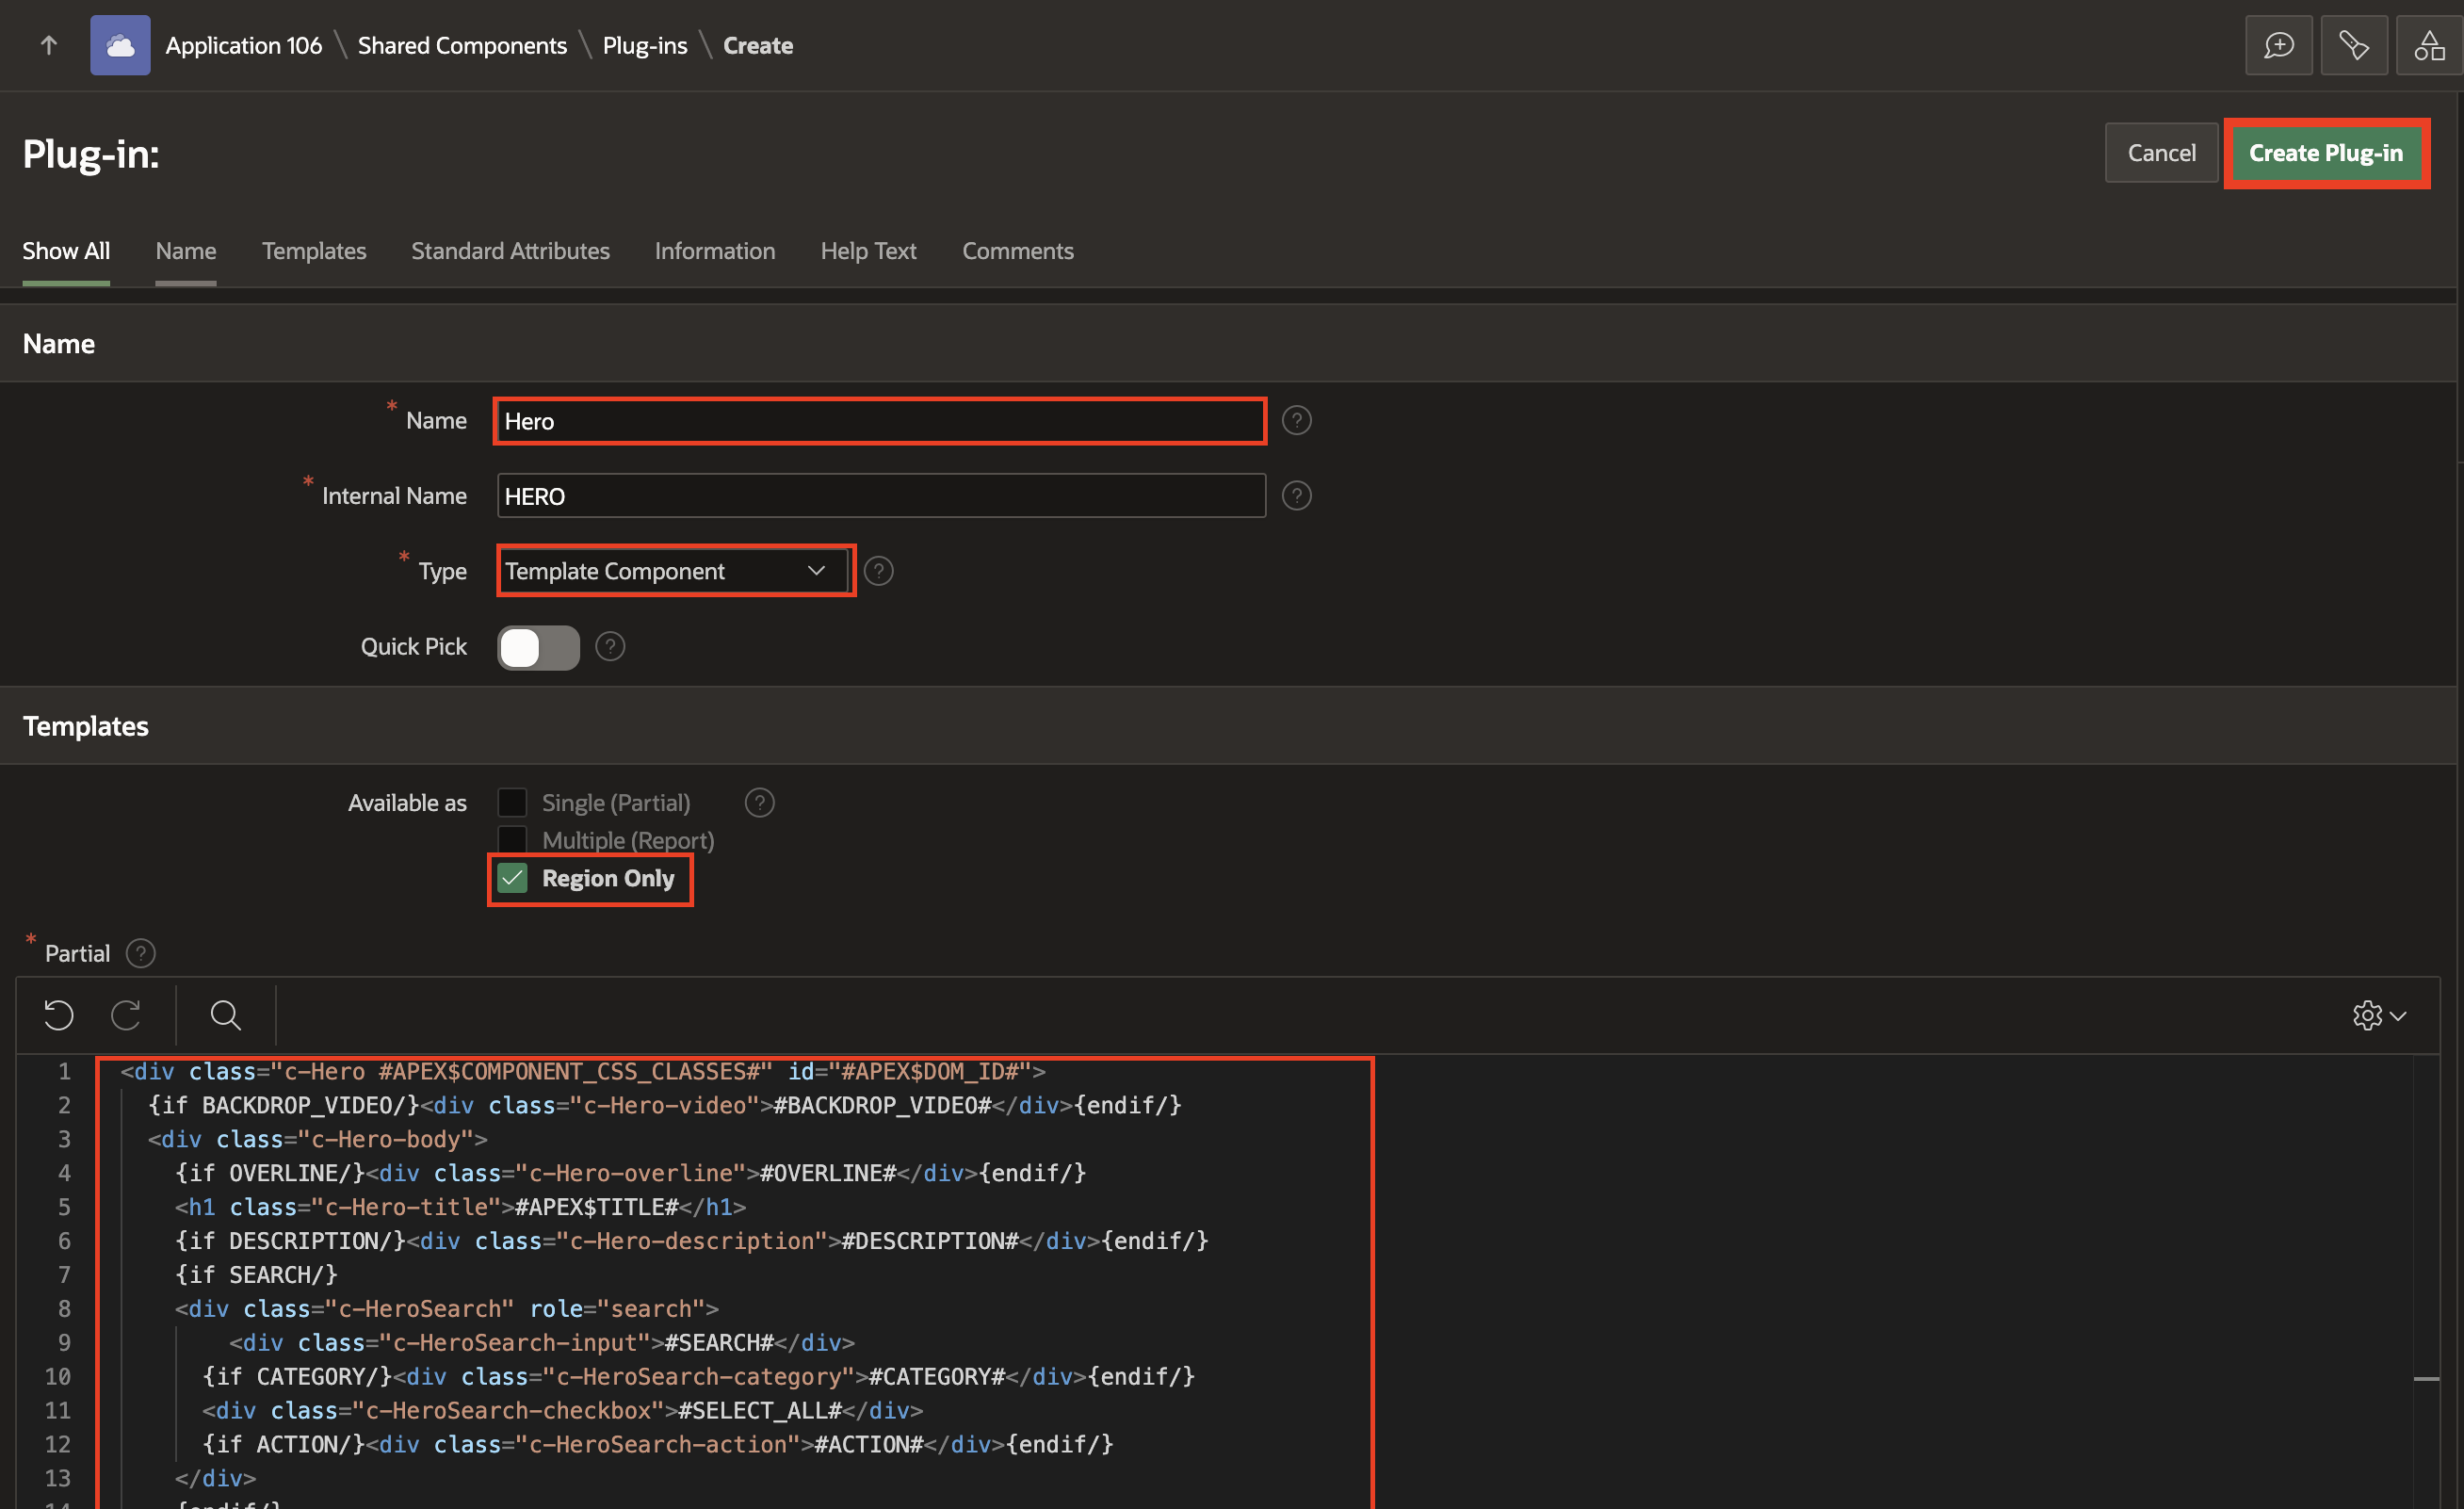 Application 106 \ Shared Components \ Plug-ins \ Create
Plug-in:
Cancel
Create Plug-in
Show All Name Templates Standard Attributes Information Help Text Comments
Name
* Name Hero ?
* Internal Name HERO ?
* Type Template Component ?
Quick Pick ?
Templates
Available as Single (Partial) ?
Multiple (Report)
Region Only
* Partial ?
1 <div class="c-Hero #APEX$COMPONENT_CSS_CLASSES#" id="#APEX$DOM_ID#">
2 {if BACKDROP_VIDEO/}<div class="c-Hero-video">#BACKDROP_VIDEO#</div>{endif/}
3 <div class="c-Hero-body">
4 {if OVERLINE/}<div class="c-Hero-overline">#OVERLINE#</div>{endif/}
5 <h1 class="c-Hero-title">#APEX$TITLE#</h1>
6 {if DESCRIPTION/}<div class="c-Hero-description">#DESCRIPTION#</div>{endif/}
7 {if SEARCH/}
8 <div class="c-HeroSearch" role="search">
9 <div class="c-HeroSearch-input">#SEARCH#</div>
10 {if CATEGORY/}<div class="c-HeroSearch-category">#CATEGORY#</div>{endif/}
11 <div class="c-HeroSearch-checkbox">#SELECT_ALL#</div>
12 {if ACTION/}<div class="c-HeroSearch-action">#ACTION#</div>{endif/}
13 </div>
14 {endif/}